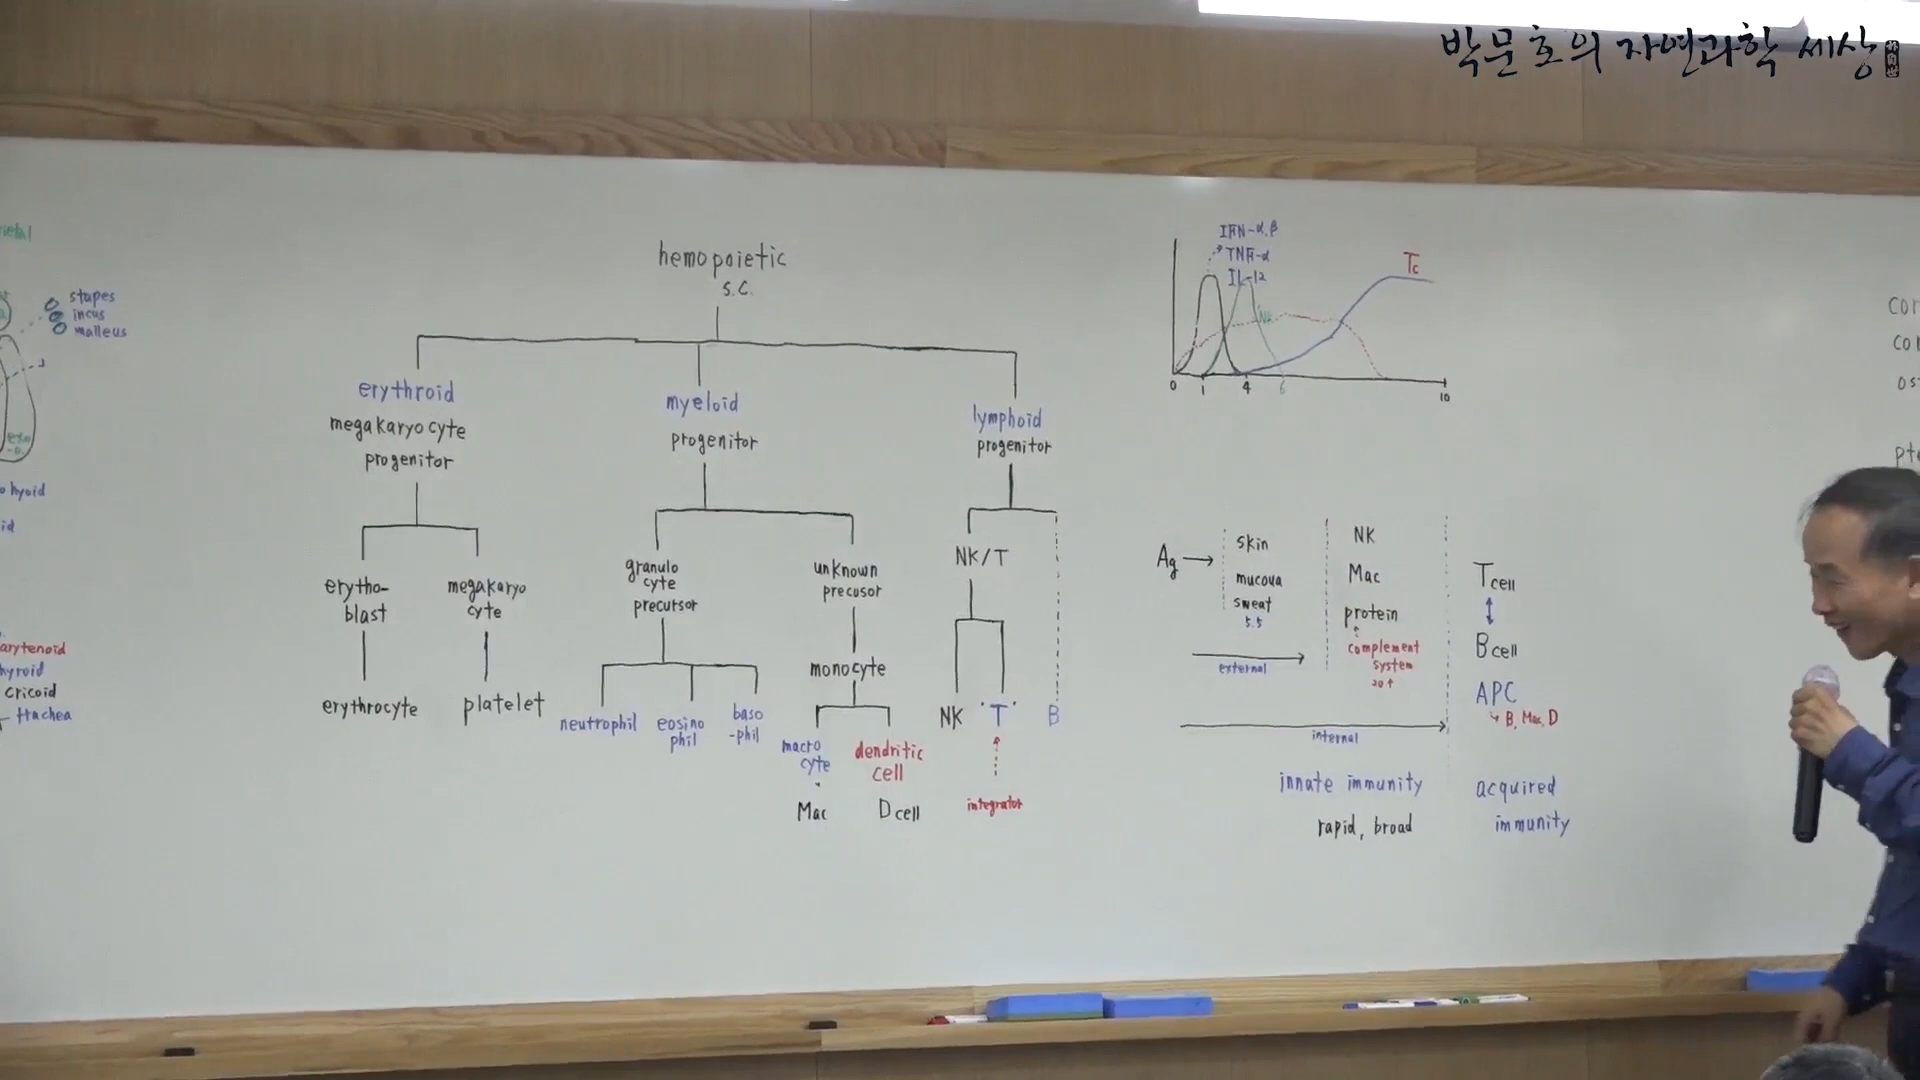 박문호의 자연과학 세상
stapes
incus
malleus
hyoid
arytenoid
cricoid
trachea
hemopoietic
s.c.
erythroid
megakaryocyte
progenitor
erytho-
blast
erythrocyte
megakaryo
cyte
platelet
myeloid
progenitor
granulo
cyte
precursor
neutrophil
eosino
phil
baso
-phil
unknown
precusor
monocyte
macro
cyte
Mac
dendritic
cell
D cell
lymphoid
progenitor
NK/T
NK
T
integrator
B
IFN-α.β
TNF-α
IL-12
NK
Tc
0 1 4 6 10
Ag →
skin
mucova
sweat
5.5
external
NK
Mac
protein
complement
system
20↑
internal
T cell
↕
B cell
APC
↳ B, Mac, D
innate immunity
rapid, broad
acquired
immunity